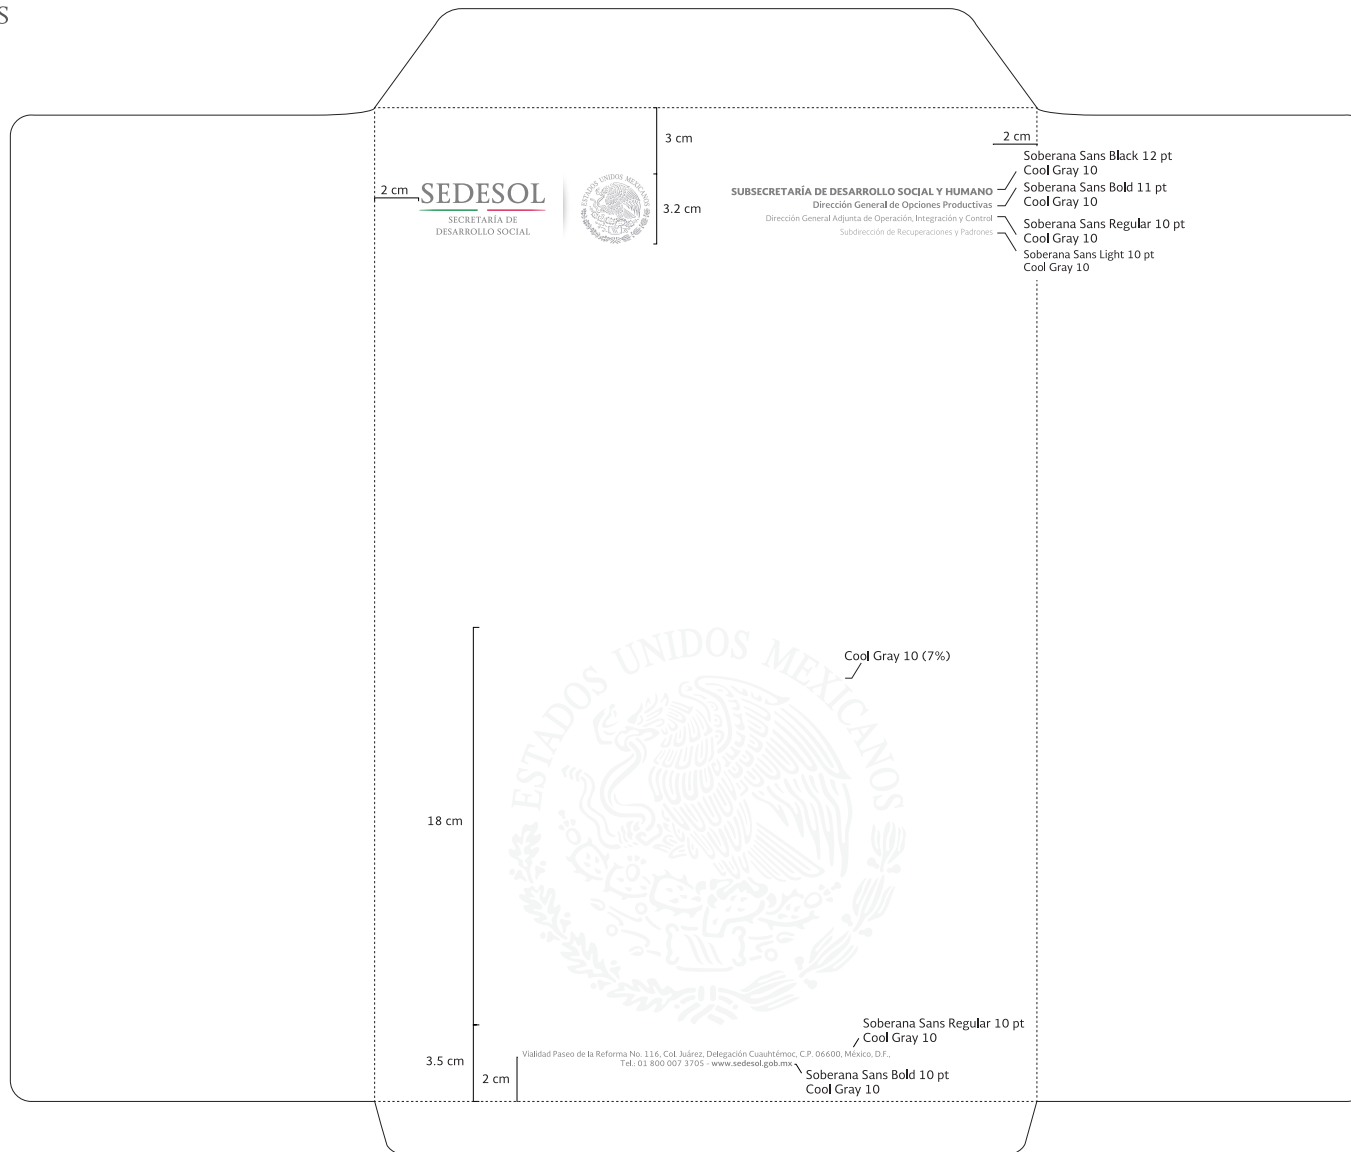 S
3 cm
2 cm
Soberana Sans Black 12 pt
Cool Gray 10
2 cm
SEDESOL
SECRETARÍA DE
DESARROLLO SOCIAL
ESTADOS UNIDOS MEXICANOS
3.2 cm
SUBSECRETARÍA DE DESARROLLO SOCIAL Y HUMANO
Dirección General de Opciones Productivas
Dirección General Adjunta de Operación, Integración y Control
Subdirección de Recuperaciones y Padrones
Soberana Sans Bold 11 pt
Cool Gray 10
Soberana Sans Regular 10 pt
Cool Gray 10
Soberana Sans Light 10 pt
Cool Gray 10
Cool Gray 10 (7%)
ESTADOS UNIDOS MEXICANOS
18 cm
Soberana Sans Regular 10 pt
Cool Gray 10
3.5 cm
2 cm
Vialidad Paseo de la Reforma No. 116, Col. Juárez, Delegación Cuauhtémoc, C.P. 06600, México, D.F.,
Tel.: 01 800 007 3705 - www.sedesol.gob.mx
Soberana Sans Bold 10 pt
Cool Gray 10